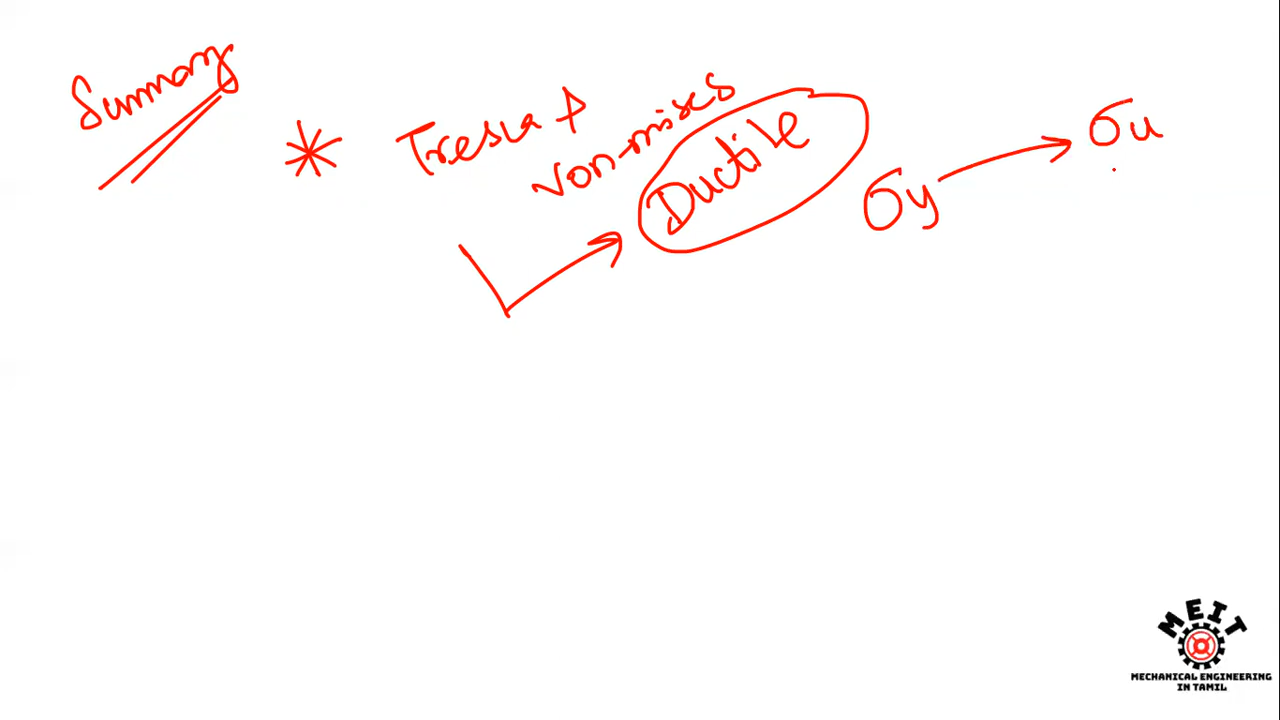 Summary
* Tresca +
Von-mises
Ductile
σy → σu
MEIT
MECHANICAL ENGINEERING
IN TAMIL